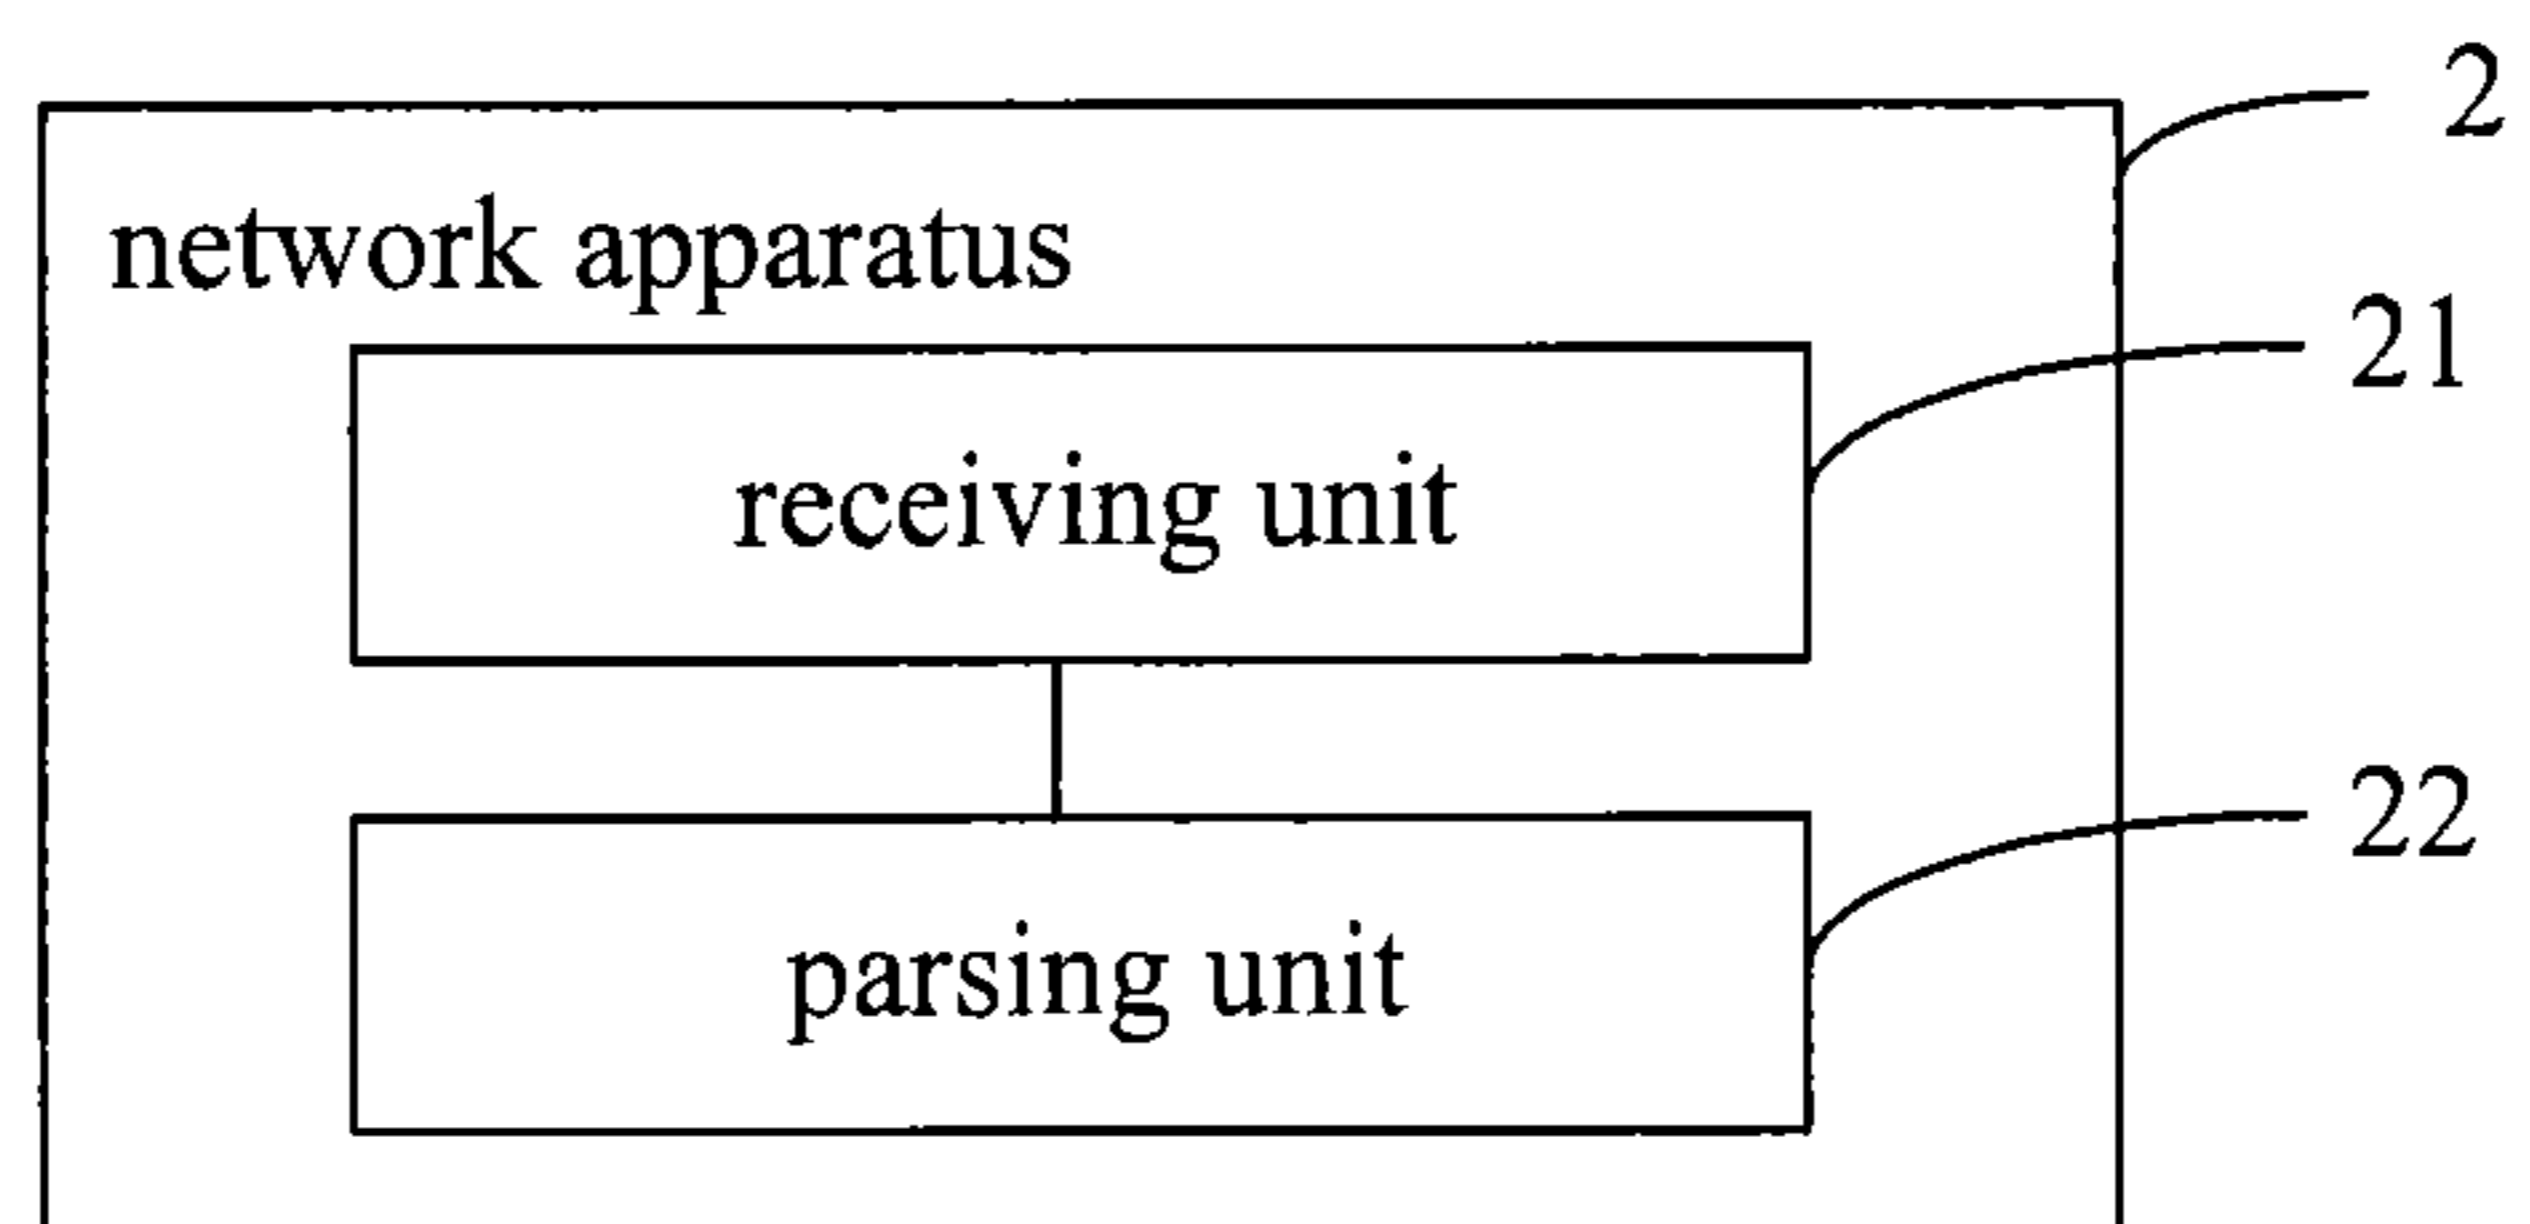 2
network apparatus
21
receiving unit
22
parsing unit